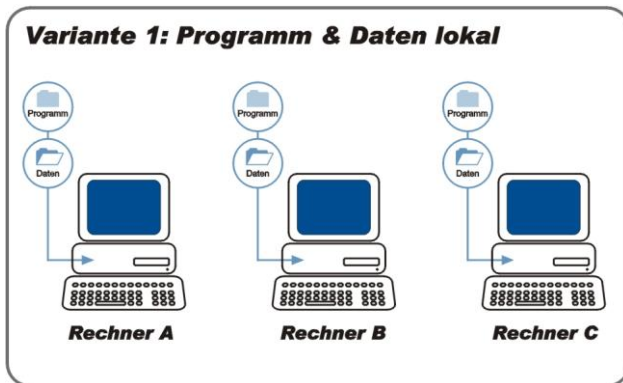 Variante 1: Programm & Daten lokal
Programm
Programm
Programm
Daten
Daten
Daten
Rechner A
Rechner B
Rechner C